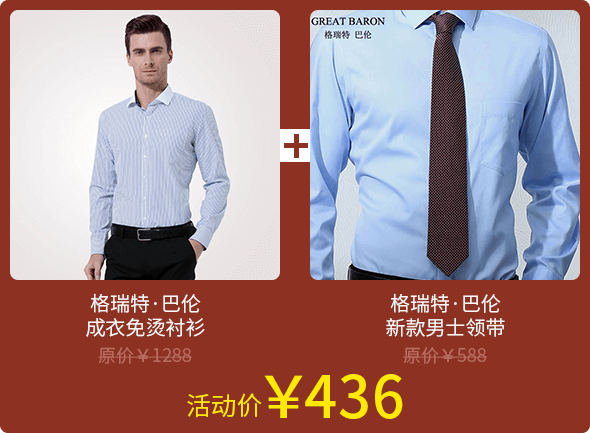 GREAT BARON
格瑞特 巴伦
格瑞特·巴伦
成衣免烫衬衫
原价￥1288
格瑞特·巴伦
新款男士领带
原价￥588
活动价￥436